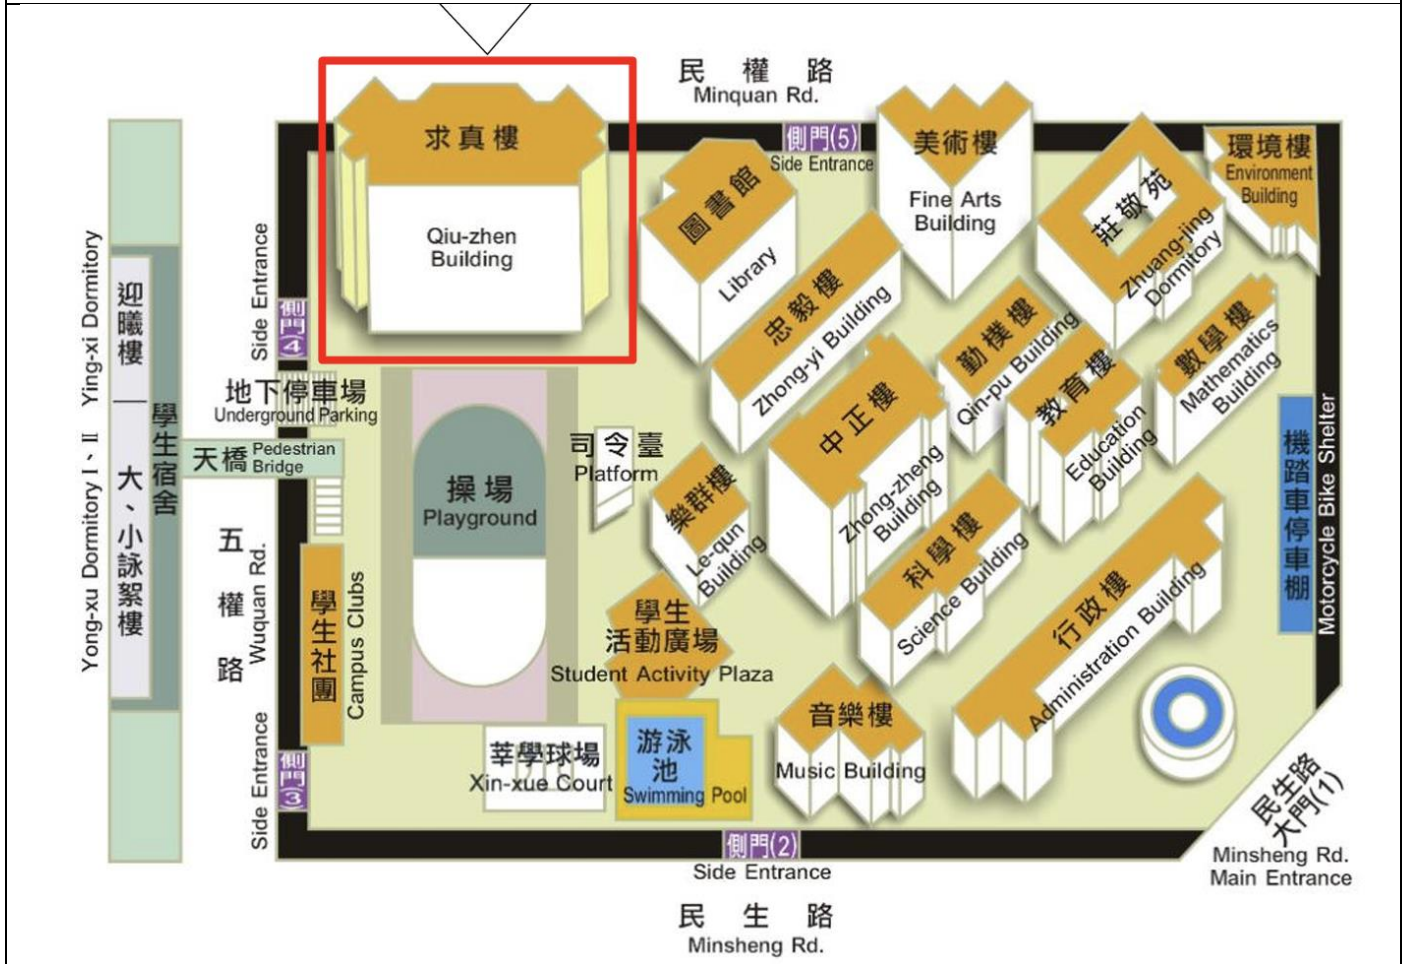 民 權 路
Minquan Rd.
求真樓
Qiu-zhen
Building
側門(5)
Side Entrance
圖書館
Library
美術樓
Fine Arts
Building
莊敬苑
Zhuang-jing
Dormitory
環境樓
Environment
Building
忠毅樓
Zhong-yi Building
勤樸樓
Qin-pu Building
教育樓
Education
Building
數學樓
Mathematics
Building
中正樓
Zhong-zheng
Building
樂群樓
Le-qun
Building
科學樓
Science Building
行政樓
Administration Building
機踏車停車棚
Motorcycle Bike Shelter
Side Entrance
側門(4)
地下停車場
Underground Parking
天橋
Pedestrian
Bridge
Ying-xi Dormitory
迎曦樓
Yong-xu Dormitory I、II
大、小詠絮樓
學生宿舍
五 權 路
Wuquan Rd.
學生社團
Campus Clubs
操場
Playground
司令臺
Platform
學生
活動廣場
Student Activity Plaza
莘學球場
Xin-xue Court
游泳
池
Swimming Pool
音樂樓
Music Building
Side Entrance
側門(3)
側門(2)
Side Entrance
民生路
大門(1)
Minsheng Rd.
Main Entrance
民 生 路
Minsheng Rd.